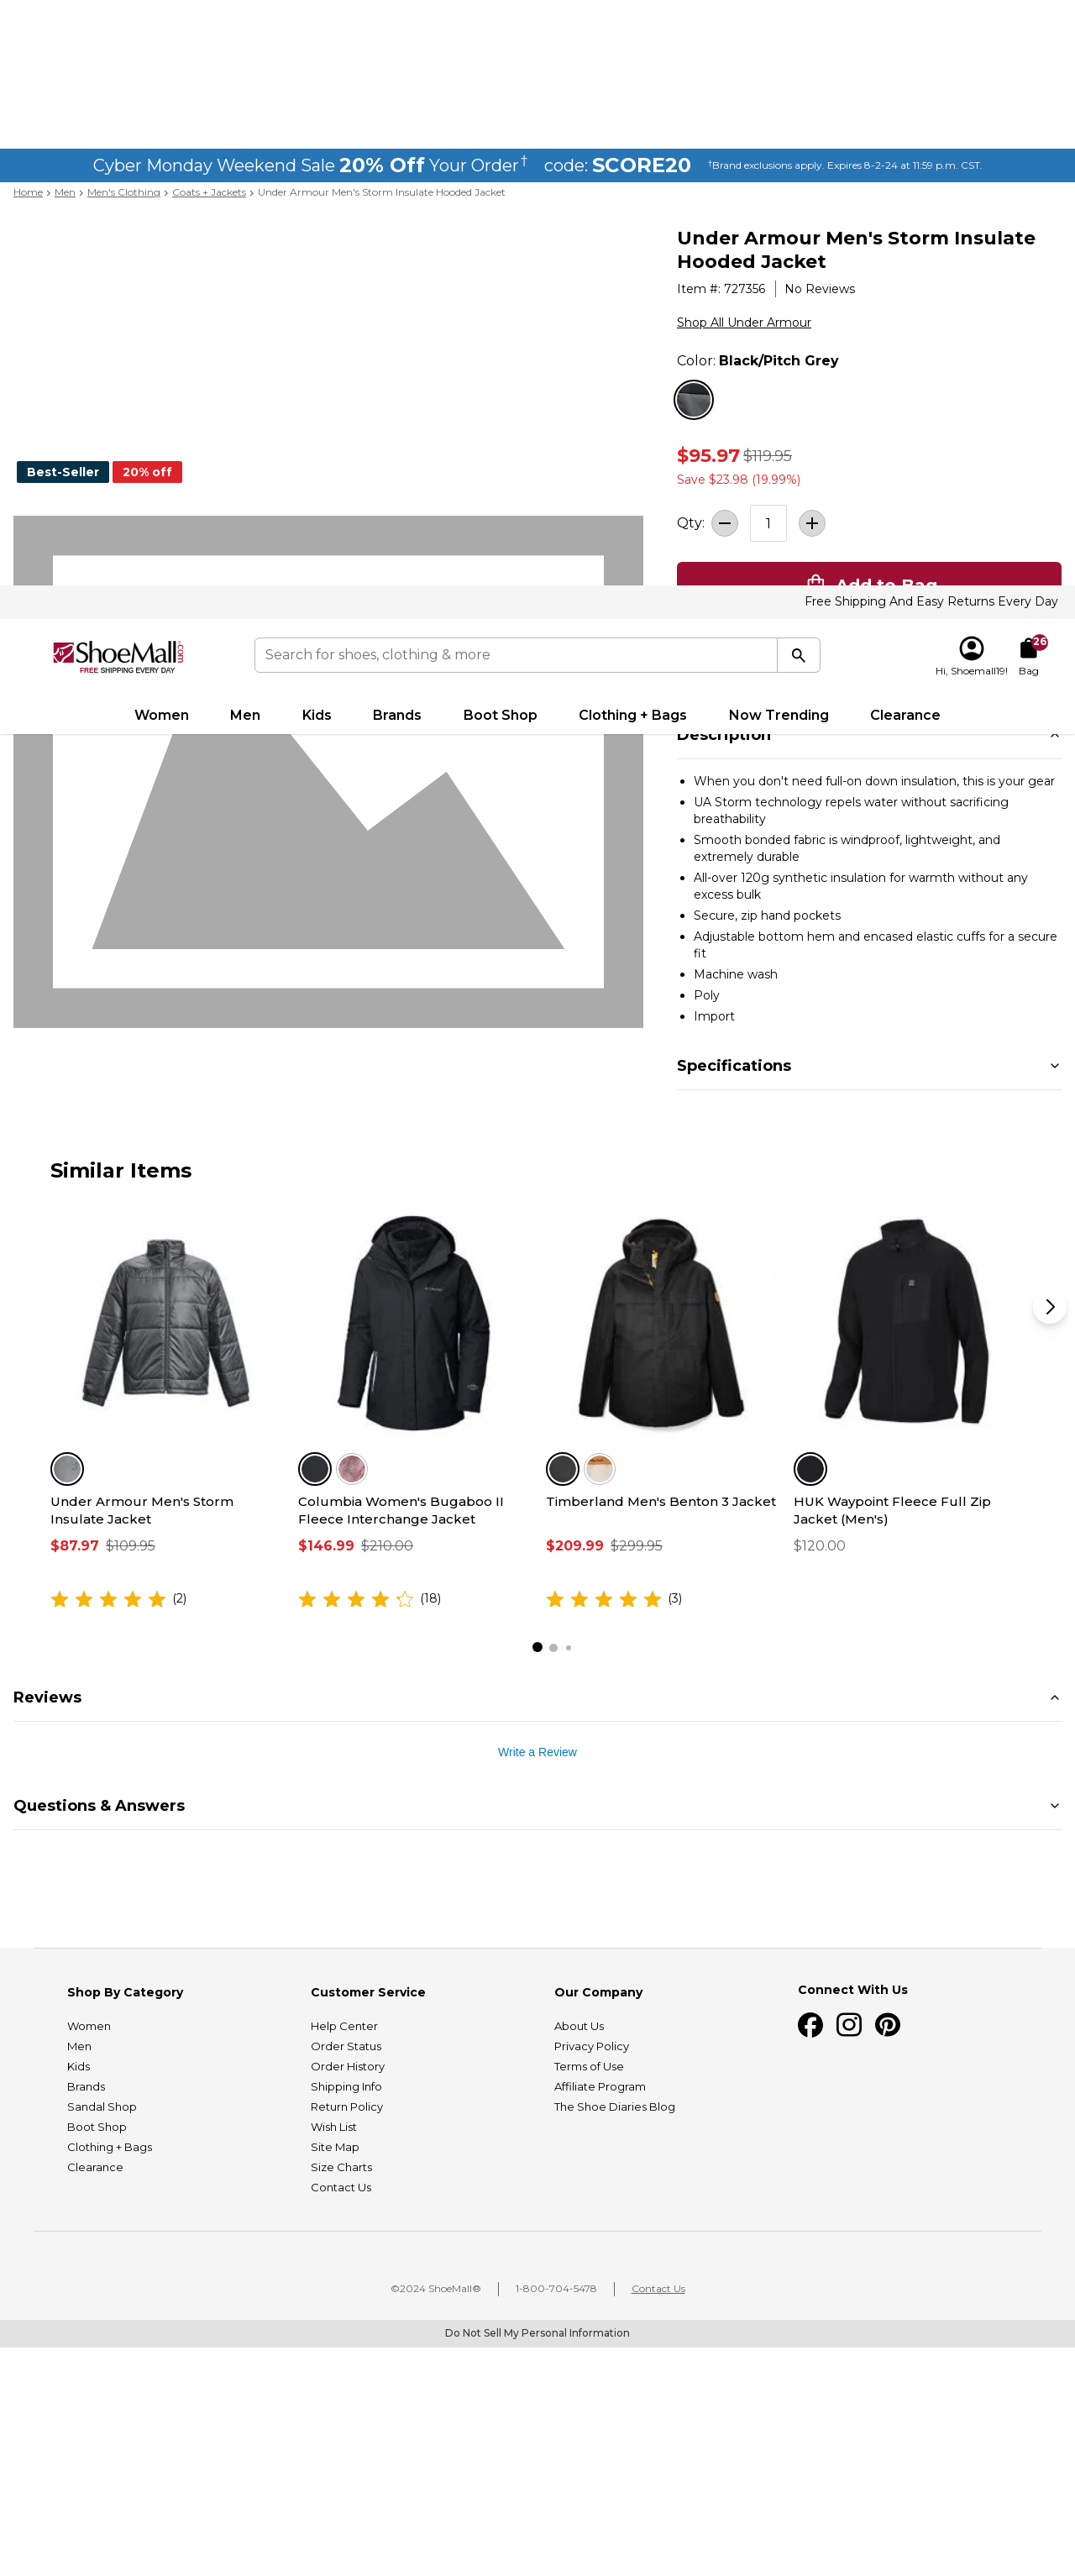 Cyber Monday Weekend Sale 20% Off Your Order† code: SCORE20 †Brand exclusions apply. Expires 8-2-24 at 11:59 p.m. CST.
Home > Men > Men's Clothing > Coats + Jackets > Under Armour Men's Storm Insulate Hooded Jacket
Under Armour Men's Storm Insulate
Hooded Jacket
Item #: 727356 | No Reviews
Shop All Under Armour
Color: Black/Pitch Grey
$95.97 $119.95
Save $23.98 (19.99%)
Best-Seller 20% off
Qty: 1
Add to Bag
Free Shipping And Easy Returns Every Day
ShoeMall.com
FREE SHIPPING EVERY DAY
Search for shoes, clothing & more
26
Hi, Shoemall19! Bag
Women Men Kids Brands Boot Shop Clothing + Bags Now Trending Clearance
Description
• When you don't need full-on down insulation, this is your gear
• UA Storm technology repels water without sacrificing
breathability
• Smooth bonded fabric is windproof, lightweight, and
extremely durable
• All-over 120g synthetic insulation for warmth without any
excess bulk
• Secure, zip hand pockets
• Adjustable bottom hem and encased elastic cuffs for a secure
fit
• Machine wash
• Poly
• Import
Specifications
Similar Items
Under Armour Men's Storm
Insulate Jacket
$87.97 $109.95
(2)
Columbia Women's Bugaboo II
Fleece Interchange Jacket
$146.99 $210.00
(18)
Timberland Men's Benton 3 Jacket
$209.99 $299.95
(3)
HUK Waypoint Fleece Full Zip
Jacket (Men's)
$120.00
Reviews
Write a Review
Questions & Answers
Shop By Category
Women
Men
Kids
Brands
Sandal Shop
Boot Shop
Clothing + Bags
Clearance
Customer Service
Help Center
Order Status
Order History
Shipping Info
Return Policy
Wish List
Site Map
Size Charts
Contact Us
Our Company
About Us
Privacy Policy
Terms of Use
Affiliate Program
The Shoe Diaries Blog
Connect With Us
©2024 ShoeMall® | 1-800-704-5478 | Contact Us
Do Not Sell My Personal Information